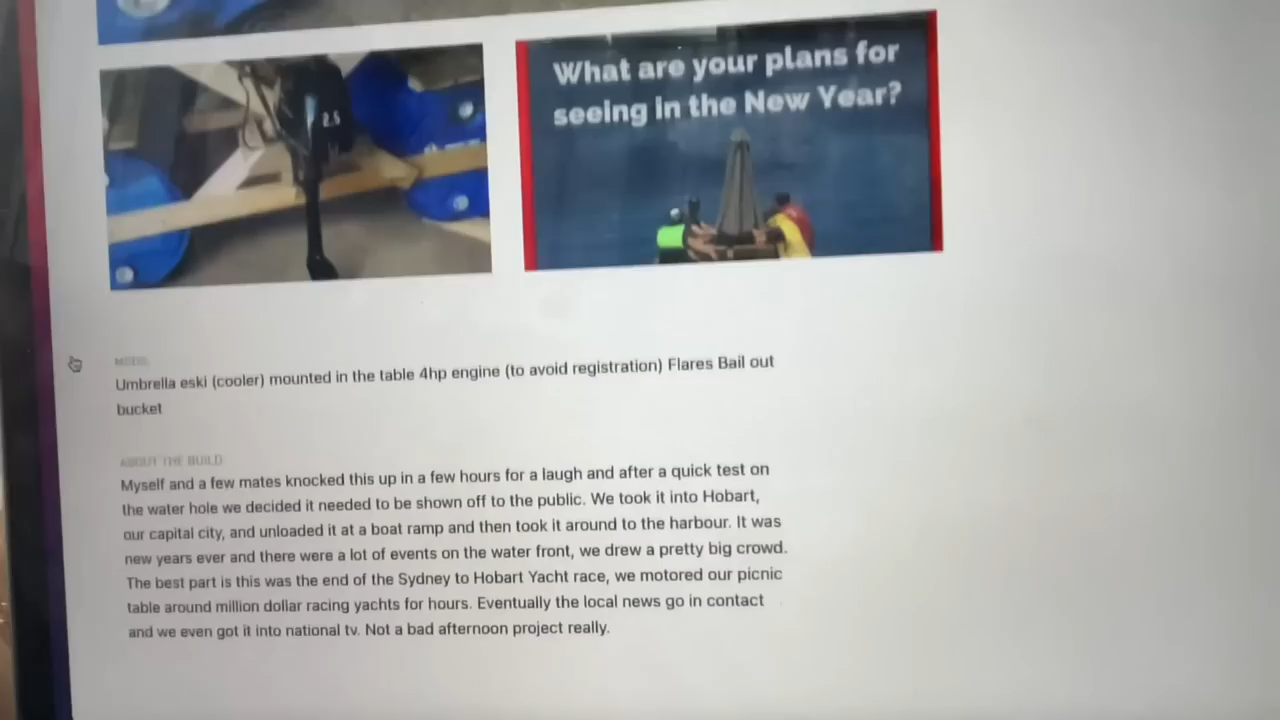 2.5
What are your plans for
seeing in the New Year?
MODS
Umbrella eski (cooler) mounted in the table 4hp engine (to avoid registration) Flares Bail out
bucket
ABOUT THE BUILD
Myself and a few mates knocked this up in a few hours for a laugh and after a quick test on
the water hole we decided it needed to be shown off to the public. We took it into Hobart,
our capital city, and unloaded it at a boat ramp and then took it around to the harbour. It was
new years ever and there were a lot of events on the water front, we drew a pretty big crowd.
The best part is this was the end of the Sydney to Hobart Yacht race, we motored our picnic
table around million dollar racing yachts for hours. Eventually the local news go in contact
and we even got it into national tv. Not a bad afternoon project really.